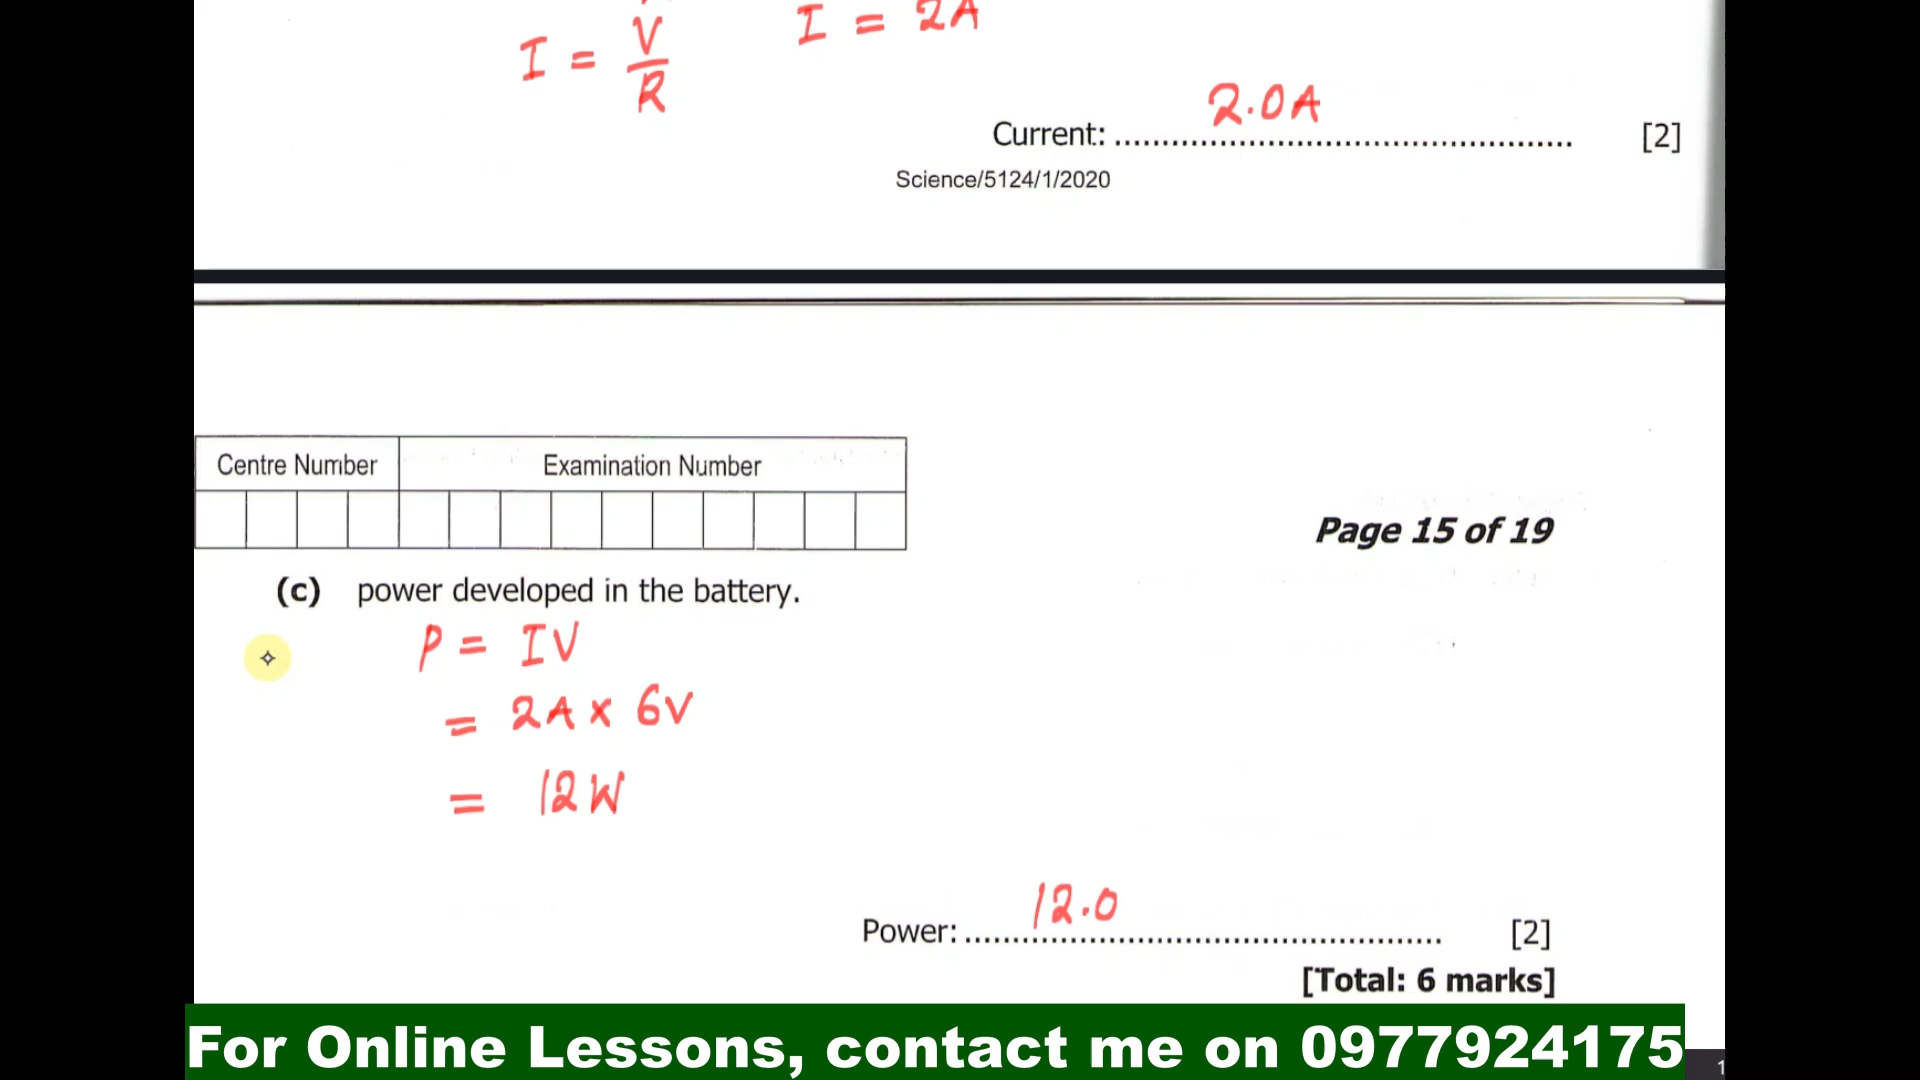 I = V/R I = 2A
2.0A
Current: .................................................. [2]
Science/5124/1/2020
Centre Number Examination Number
Page 15 of 19
(c) power developed in the battery.
P = IV
= 2A × 6V
= 12W
12.0
Power: .................................................. [2]
[Total: 6 marks]
For Online Lessons, contact me on 0977924175
1